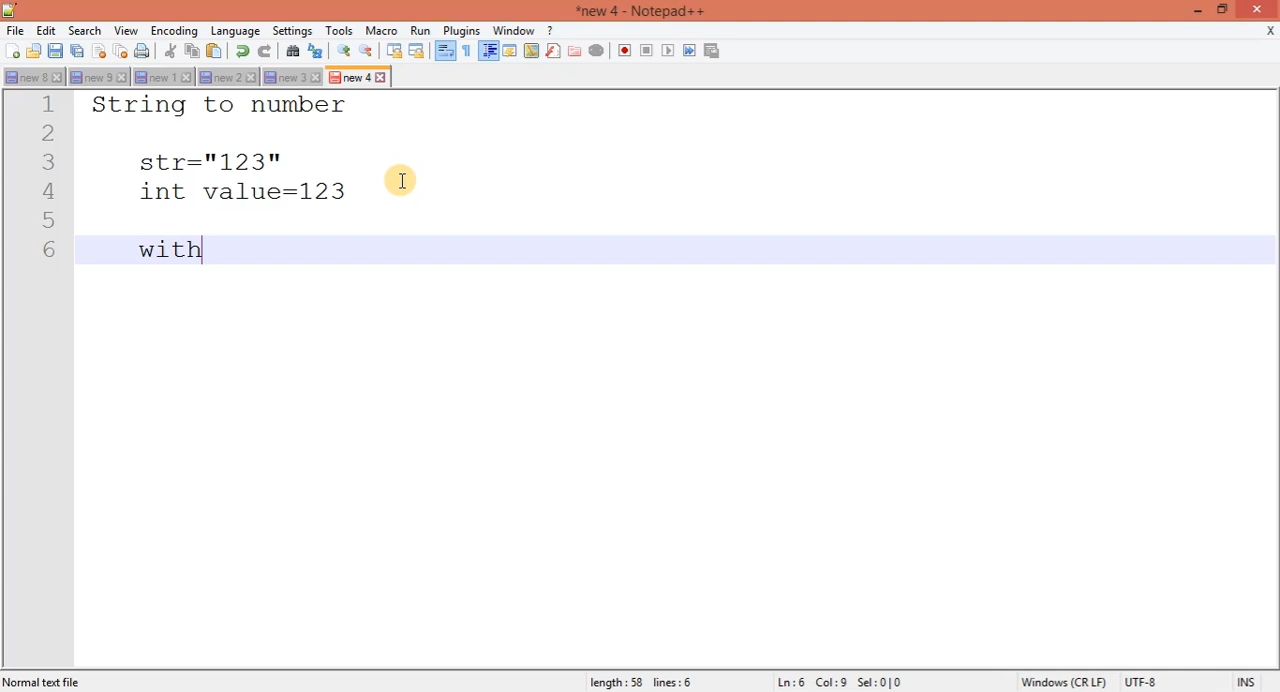 *new 4 - Notepad++
File Edit Search View Encoding Language Settings Tools Macro Run Plugins Window ? X
new 8 new 9 new 1 new 2 new 3 new 4
1 String to number
2
3 str="123"
4 int value=123
5
6 with
Normal text file length : 58 lines : 6 Ln : 6 Col : 9 Sel : 0 | 0 Windows (CR LF) UTF-8 INS